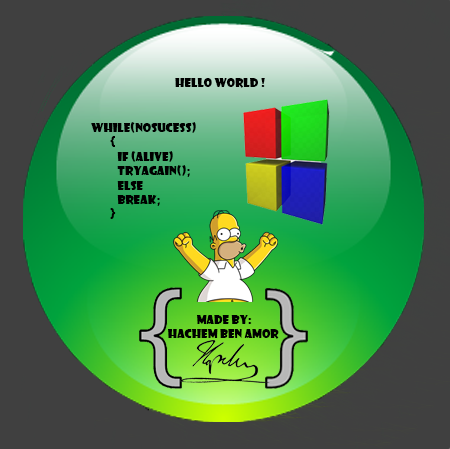 HELLO WORLD !
WHILE(NOSUCESS)
{
IF (ALIVE)
TRYAGAIN();
ELSE
BREAK;
}
{
MADE BY:
HACHEM BEN AMOR
}